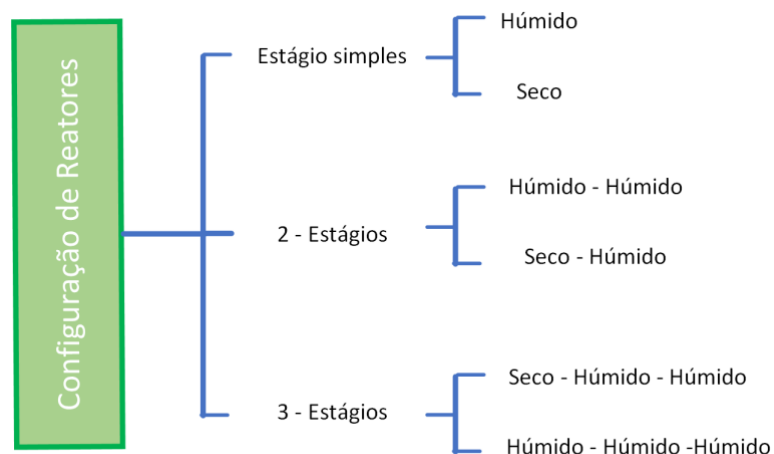 Configuração de Reatores
Estágio simples
Húmido
Seco
2 - Estágios
Húmido - Húmido
Seco - Húmido
3 - Estágios
Seco - Húmido - Húmido
Húmido - Húmido -Húmido